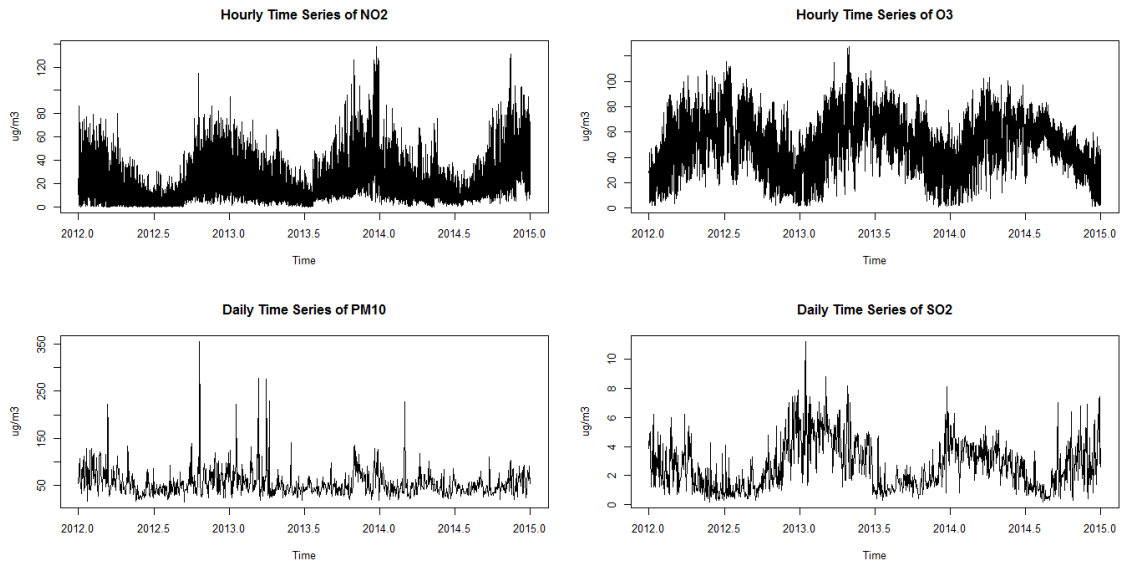 Hourly Time Series of NO2
ug/m3
0 20 40 60 80 120
2012.0 2012.5 2013.0 2013.5 2014.0 2014.5 2015.0
Time
Hourly Time Series of O3
ug/m3
0 20 40 60 80 100
2012.0 2012.5 2013.0 2013.5 2014.0 2014.5 2015.0
Time
Daily Time Series of PM10
ug/m3
50 150 250 350
2012.0 2012.5 2013.0 2013.5 2014.0 2014.5 2015.0
Time
Daily Time Series of SO2
ug/m3
0 2 4 6 8 10
2012.0 2012.5 2013.0 2013.5 2014.0 2014.5 2015.0
Time